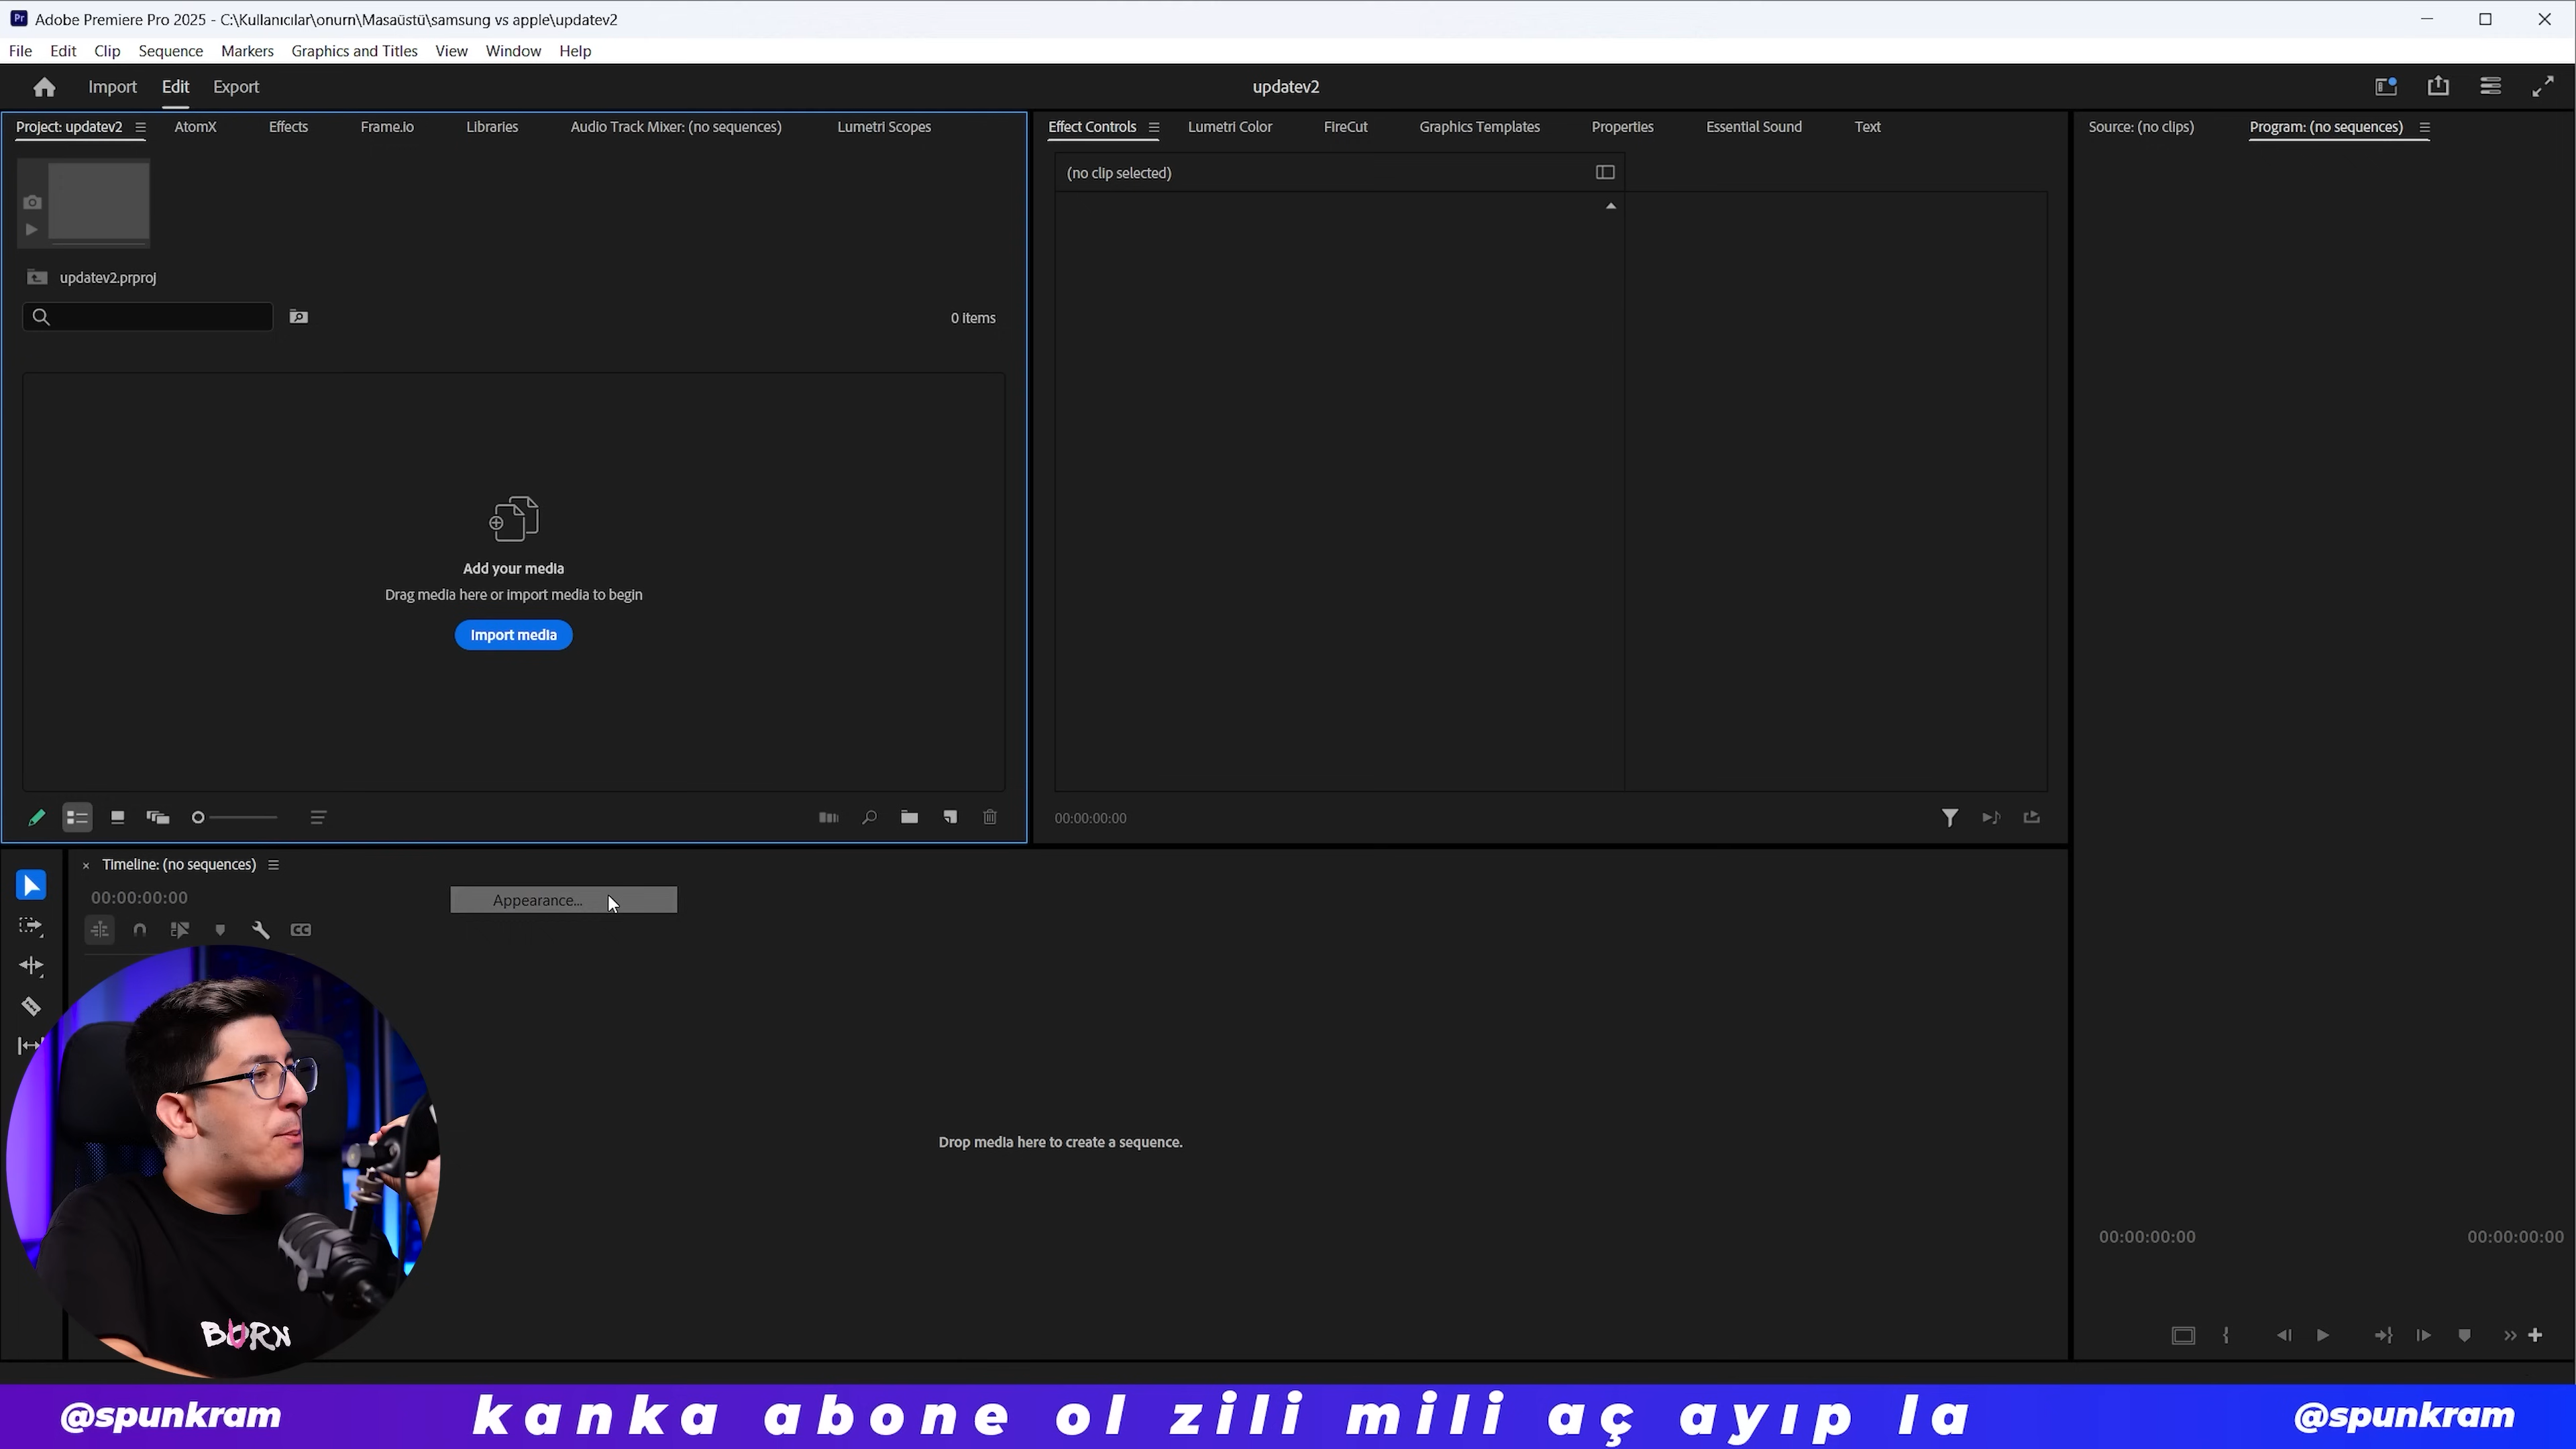 Adobe Premiere Pro 2025 - C:\Kullanıcılar\onurn\Masaüstü\samsung vs apple\updatev2
File Edit Clip Sequence Markers Graphics and Titles View Window Help
Import Edit Export updatev2
Project: updatev2 AtomX Effects Frame.io Libraries Audio Track Mixer: (no sequences) Lumetri Scopes
Effect Controls Lumetri Color FireCut Graphics Templates Properties Essential Sound Text
Source: (no clips) Program: (no sequences)
(no clip selected)
updatev2.prproj
0 items
Add your media
Drag media here or import media to begin
Import media
00:00:00:00
Timeline: (no sequences)
00:00:00:00
Appearance...
CC
Drop media here to create a sequence.
00:00:00:00 00:00:00:00
BURN
@spunkram kanka abone ol zili mili aç ayıp la @spunkram